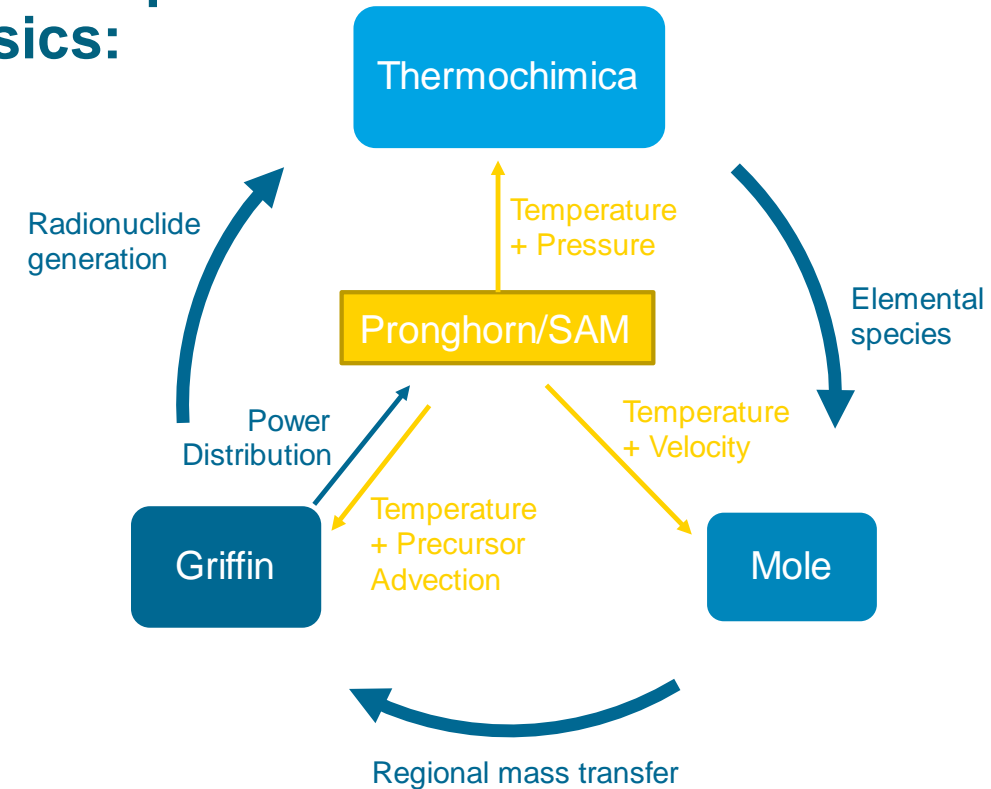 sics:
Thermochimica
Radionuclide
generation
Temperature
+ Pressure
Elemental
species
Pronghorn/SAM
Power
Distribution
Temperature
+ Velocity
Temperature
+ Precursor
Advection
Griffin
Mole
Regional mass transfer